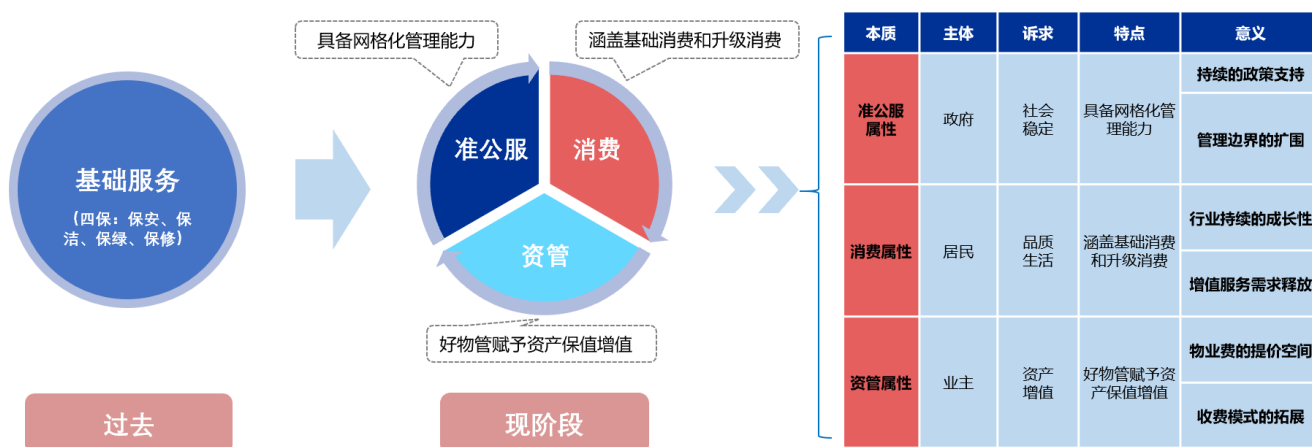 具备网格化管理能力
涵盖基础消费和升级消费
基础服务
（四保：保安、保
洁、保绿、保修）
准公服
消费
资管
好物管赋予资产保值增值
过去
现阶段
本质 主体 诉求 特点 意义
准公服
属性
政府
社会
稳定
具备网格化管
理能力
持续的政策支持
管理边界的扩围
消费属性
居民
品质
生活
涵盖基础消费
和升级消费
行业持续的成长性
增值服务需求释放
资管属性
业主
资产
增值
好物管赋予资
产保值增值
物业费的提价空间
收费模式的拓展